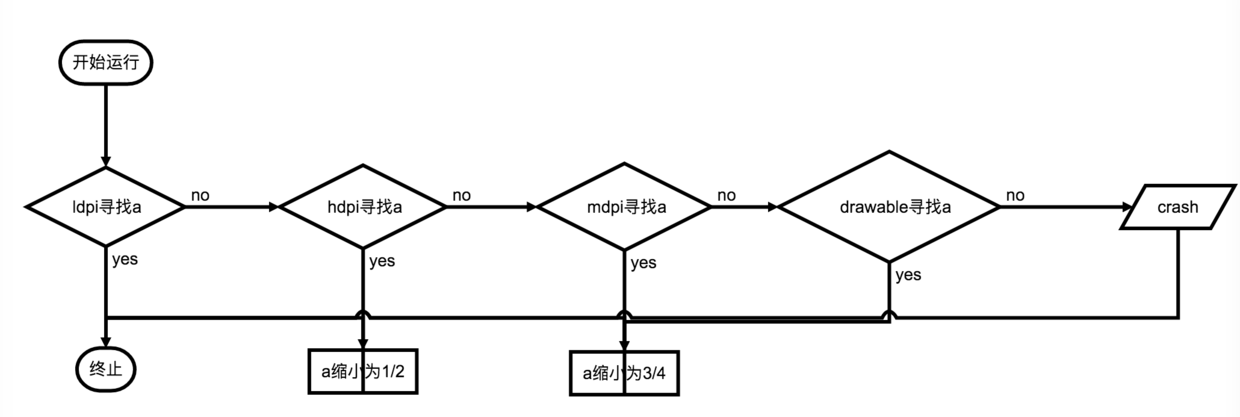 开始运行
ldpi寻找a
no
hdpi寻找a
no
mdpi寻找a
no
drawable寻找a
no
crash
yes
yes
yes
yes
终止
a缩小为1/2
a缩小为3/4